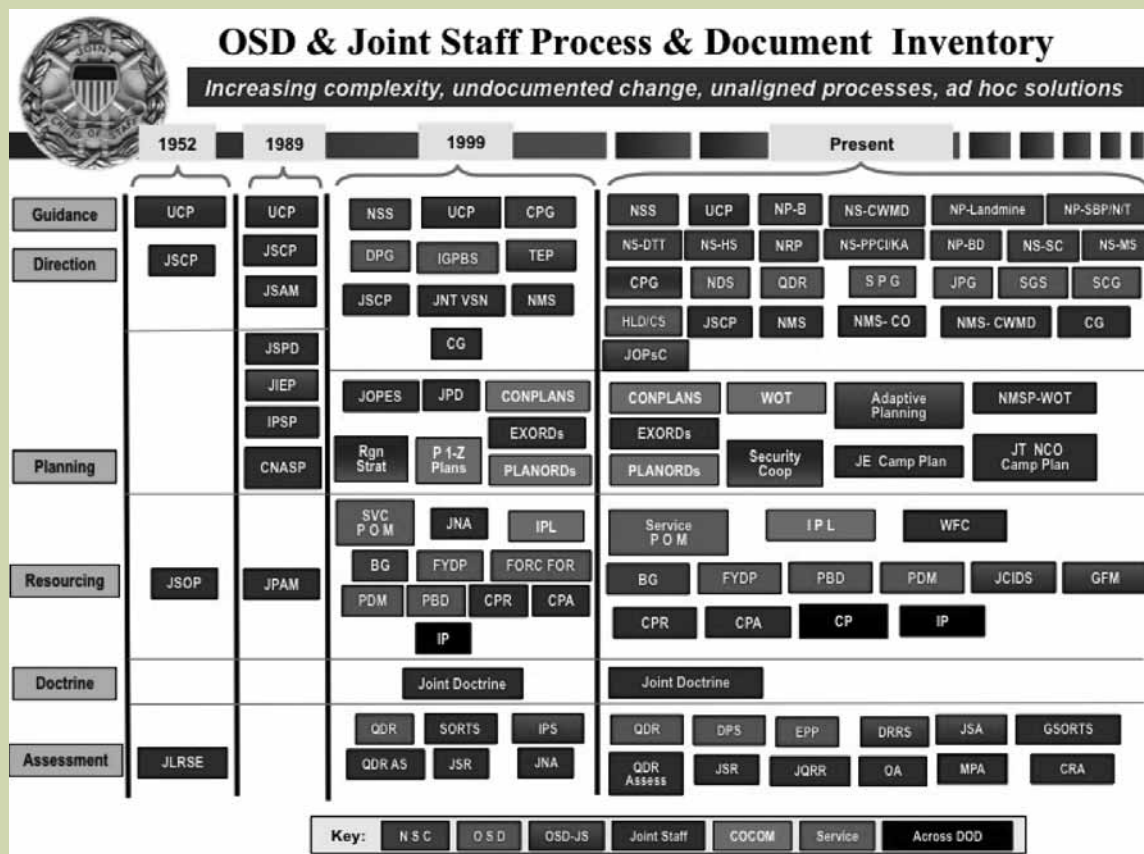 OSD & Joint Staff Process & Document Inventory
Increasing complexity, undocumented change, unaligned processes, ad hoc solutions
JOINT
CHIEFS OF STAFF
1952 1989 1999 Present
Guidance UCP UCP NSS UCP CPG NSS UCP NP-B NS-CWMD NP-Landmine NP-SBP/N/T
Direction JSCP JSCP DPG IGPBS TEP NS-DTT NS-HS NRP NS-PPCI/KA NP-BD NS-SC NS-MS
JSAM JSCP JNT VSN NMS CPG NDS QDR S P G JPG SGS SCG
CG HLD/CS JSCP NMS- CO NMS- CWMD CG
NMS
JSPD JOPsC
JIEP JOPES JPD CONPLANS CONPLANS WOT Adaptive
Planning NMSP-WOT
IPSP EXORDs EXORDs
Planning CNASP Rgn
Strat P 1-Z
Plans PLANORDs PLANORDs Security
Coop JE Camp Plan JT NCO
Camp Plan
SVC
P O M JNA IPL Service
P O M I P L WFC
Resourcing JSOP JPAM BG FYDP FORC FOR BG FYDP PBD PDM JCIDS GFM
PDM PBD CPR CPA CPR CPA CP IP
IP
Doctrine Joint Doctrine Joint Doctrine
QDR SORTS IPS QDR DPS EPP DRRS JSA GSORTS
Assessment JLRSE QDR AS JSR JNA QDR
Assess JSR JQRR OA MPA CRA
Key: N S C O S D OSD-JS Joint Staff COCOM Service Across DOD